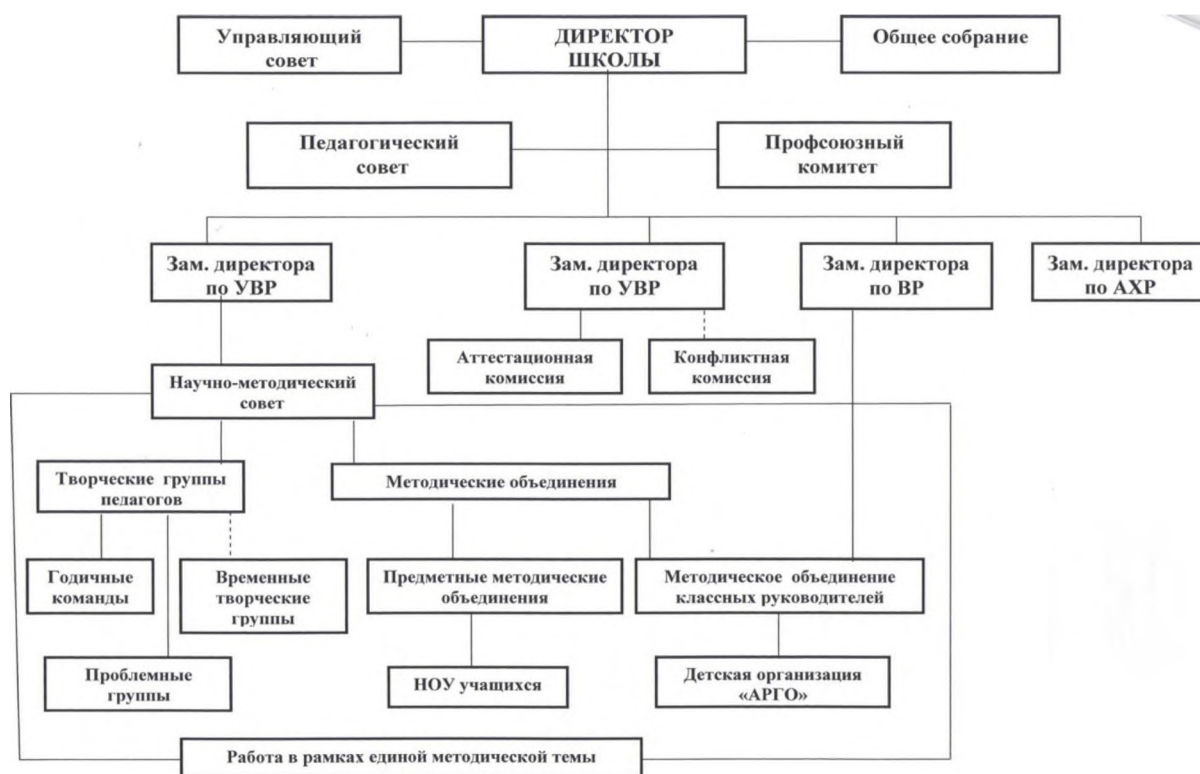 Управляющий
совет
ДИРЕКТОР
ШКОЛЫ
Общее собрание
Педагогический
совет
Профсоюзный
комитет
Зам. директора
по УВР
Зам. директора
по УВР
Зам. директора
по ВР
Зам. директора
по АХР
Аттестационная
комиссия
Конфликтная
комиссия
Научно-методический
совет
Творческие группы
педагогов
Методические объединения
Годичные
команды
Временные
творческие
группы
Предметные методические
объединения
Методическое объединение
классных руководителей
Проблемные
группы
НОУ учащихся
Детская организация
«АРГО»
Работа в рамках единой методической темы